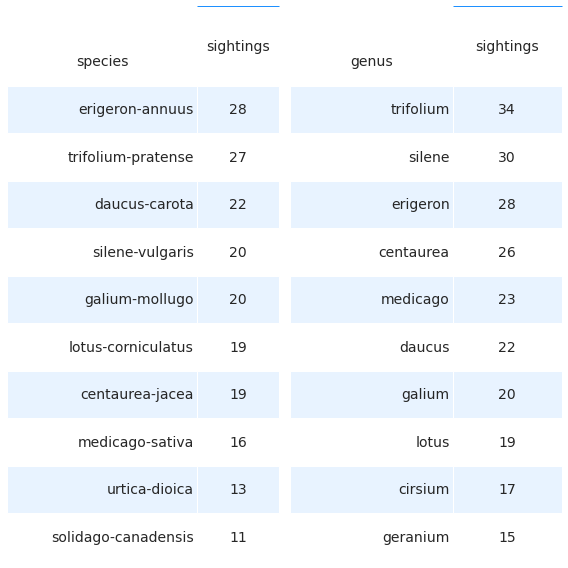 species sightings
erigeron-annuus 28
trifolium-pratense 27
daucus-carota 22
silene-vulgaris 20
galium-mollugo 20
lotus-corniculatus 19
centaurea-jacea 19
medicago-sativa 16
urtica-dioica 13
solidago-canadensis 11
genus sightings
trifolium 34
silene 30
erigeron 28
centaurea 26
medicago 23
daucus 22
galium 20
lotus 19
cirsium 17
geranium 15